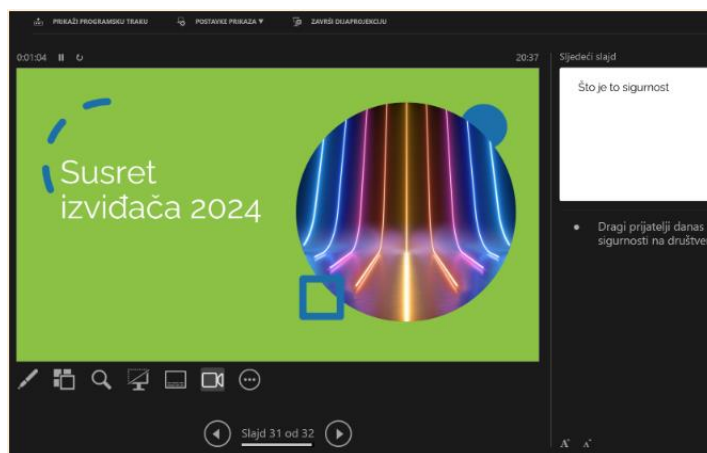 PRIKAŽI PROGRAMSKU TRAKU POSTAVKE PRIKAZA ▼ ZAVRŠI DIJAPROJEKCIJU
0:01:04 20:37
Susret
izviđača 2024
Slajd 31 od 32
Sljedeći slajd
Što je to sigurnost
Dragi prijatelji danas
sigurnosti na
A A